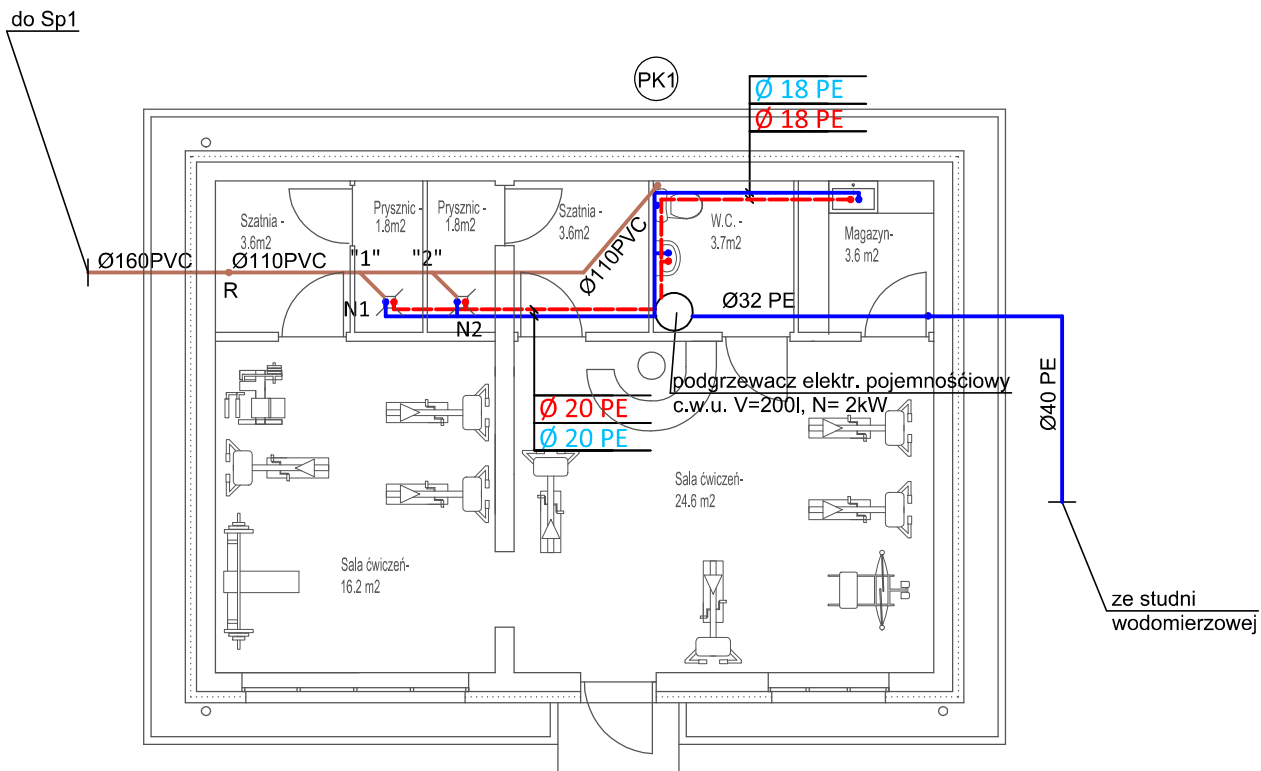 do Sp1
PK1
Ø 18 PE
Ø 18 PE
Szatnia -
3.6m2
Prysznic -
1.8m2
Prysznic -
1.8m2
Szatnia -
3.6m2
W.C. -
3.7m2
Magazyn-
3.6 m2
Ø160PVC
Ø110PVC
"1"
"2"
Ø110PVC
R
N1
N2
Ø32 PE
podgrzewacz elektr. pojemnośćiowy
c.w.u. V=200l, N= 2kW
Ø 20 PE
Ø 20 PE
Ø40 PE
Sala ćwiczeń-
24.6 m2
Sala ćwiczeń-
16.2 m2
ze studni
wodomierzowej